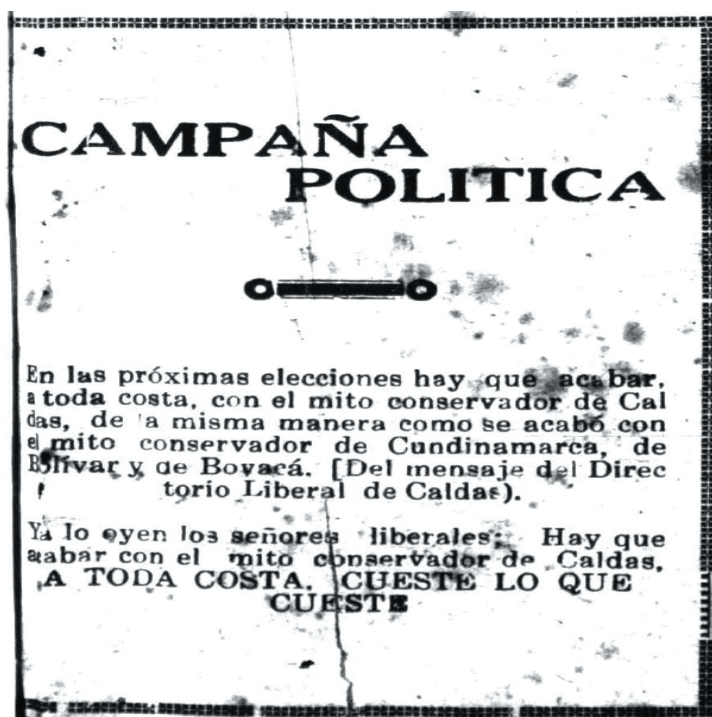 CAMPAÑA
POLITICA
En las próximas elecciones hay que acabar,
a toda costa, con el mito conservador de Cal
das, de la misma manera como se acabó con
el mito conservador de Cundinamarca, de
Bolívar y de Boyacá. [Del mensaje del Direc
torio Liberal de Caldas).
Ya lo oyen los señores liberales: Hay que
acabar con el mito conservador de Caldas,
A TODA COSTA. CUESTE LO QUE
CUESTE